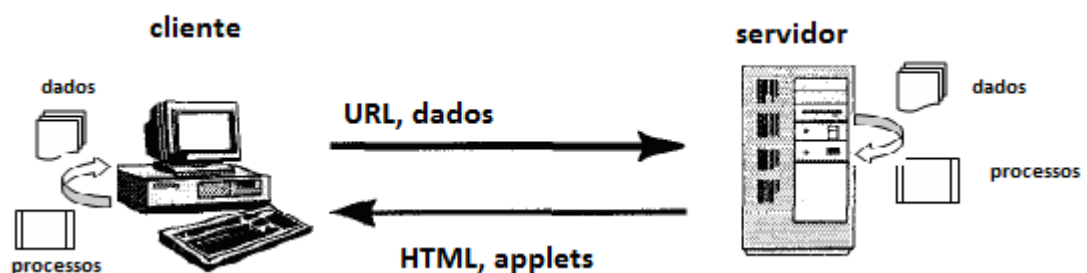 cliente
servidor
dados
dados
URL, dados
processos
processos
HTML, applets